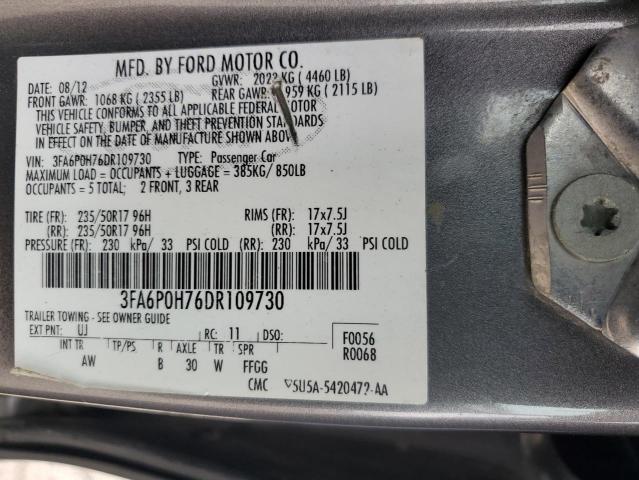 MFD. BY FORD MOTOR CO.
DATE: 08/12 GVWR: 2023 KG ( 4460 LB)
FRONT GAWR: 1068 KG ( 2355 LB) REAR GAWR: 959 KG ( 2115 LB)
THIS VEHICLE CONFORMS TO ALL APPLICABLE FEDERAL MOTOR
VEHICLE SAFETY, BUMPER, AND THEFT PREVENTION STANDARDS
IN EFFECT ON THE DATE OF MANUFACTURE SHOWN ABOVE.
VIN: 3FA6P0H76DR109730 TYPE: Passenger Car
MAXIMUM LOAD = OCCUPANTS + LUGGAGE = 385KG/ 850LB
OCCUPANTS = 5 TOTAL; 2 FRONT, 3 REAR
TIRE (FR): 235/50R17 96H RIMS (FR): 17x7.5J
(RR): 235/50R17 96H (RR): 17x7.5J
PRESSURE (FR): 230 kPa/ 33 PSI COLD (RR): 230 kPa/ 33 PSI COLD
3FA6P0H76DR109730
TRAILER TOWING - SEE OWNER GUIDE
EXT PNT: UJ RC: 11 DSO: F0056
R0068
INT TR TP/PS R AXLE TR SPR
AW B 30 W FFGG
CMC 5U5A-5420472-AA